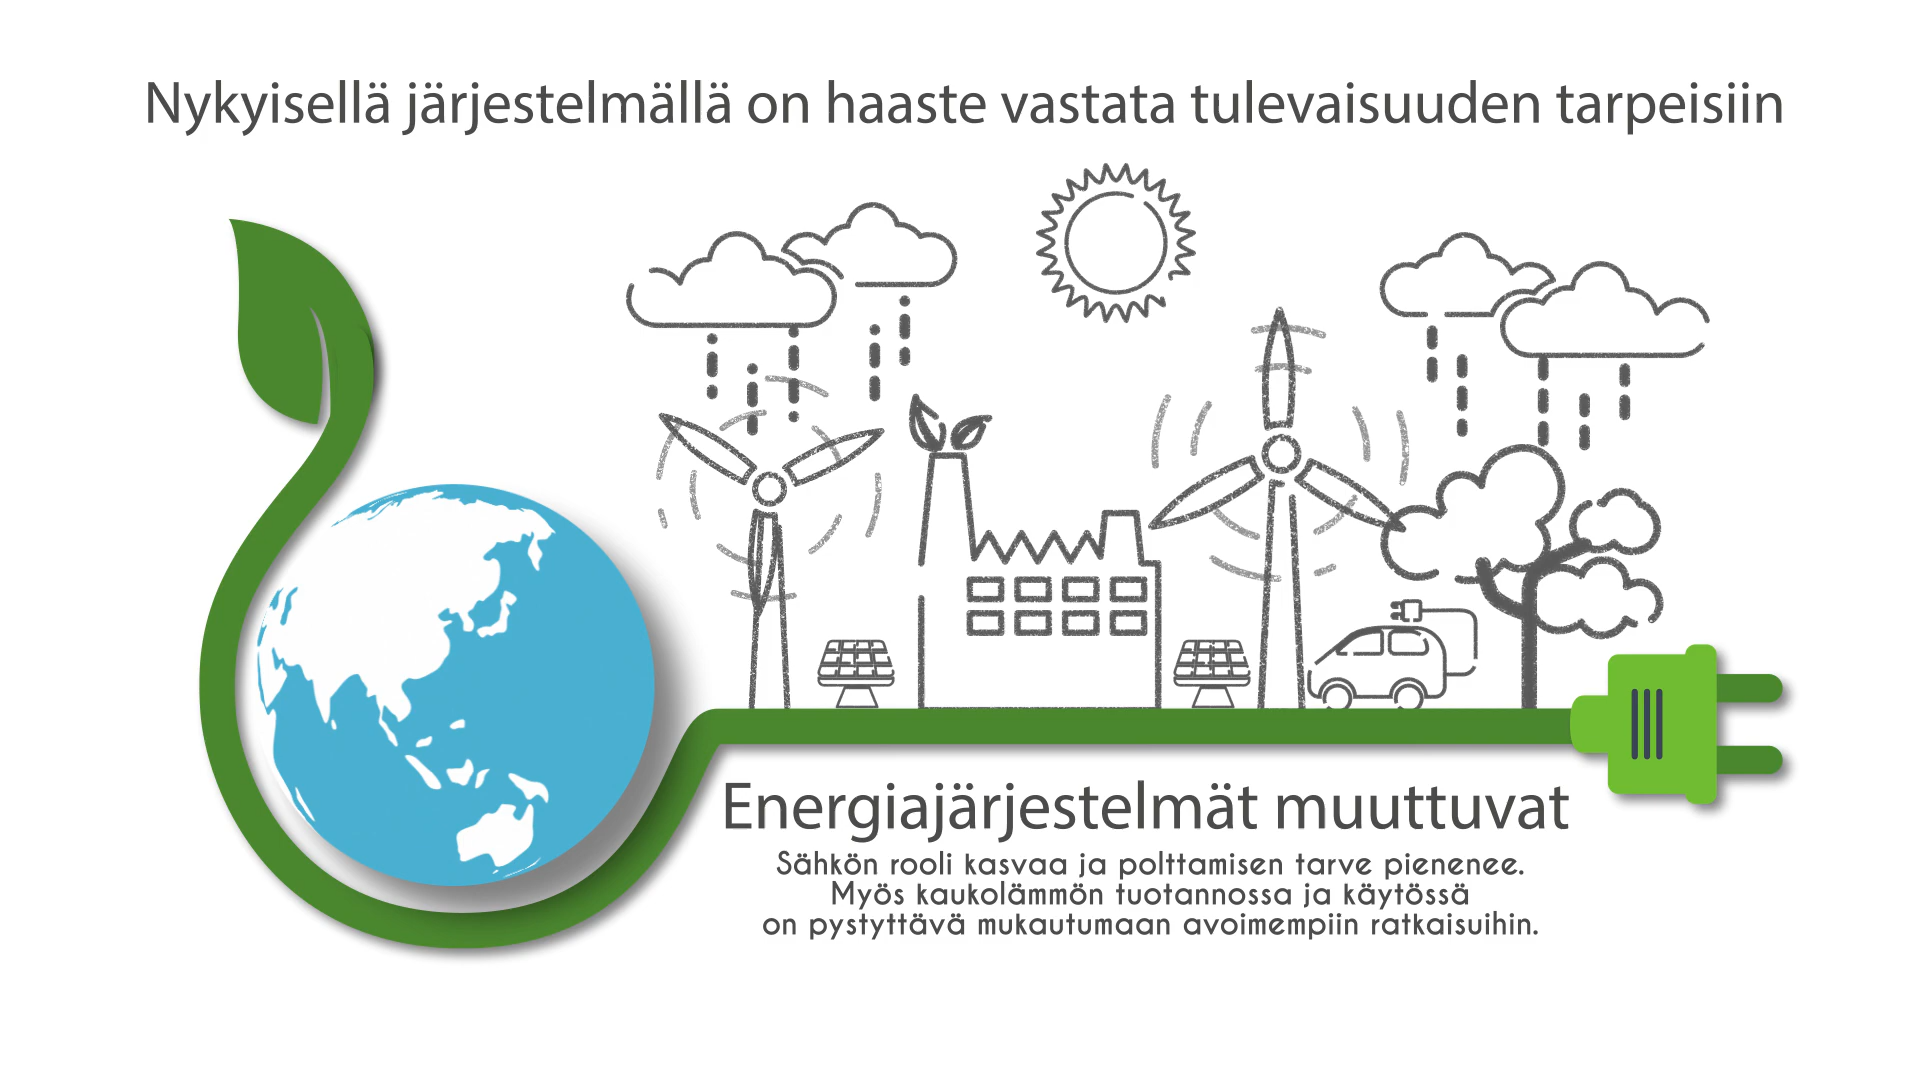 Nykyisellä järjestelmällä on haaste vastata tulevaisuuden tarpeisiin
Energiajärjestelmät muuttuvat
Sähkön rooli kasvaa ja polttamisen tarve pienenee.
Myös kaukolämmön tuotannossa ja käytössä
on pystyttävä mukautumaan avoimempiin ratkaisuihin.